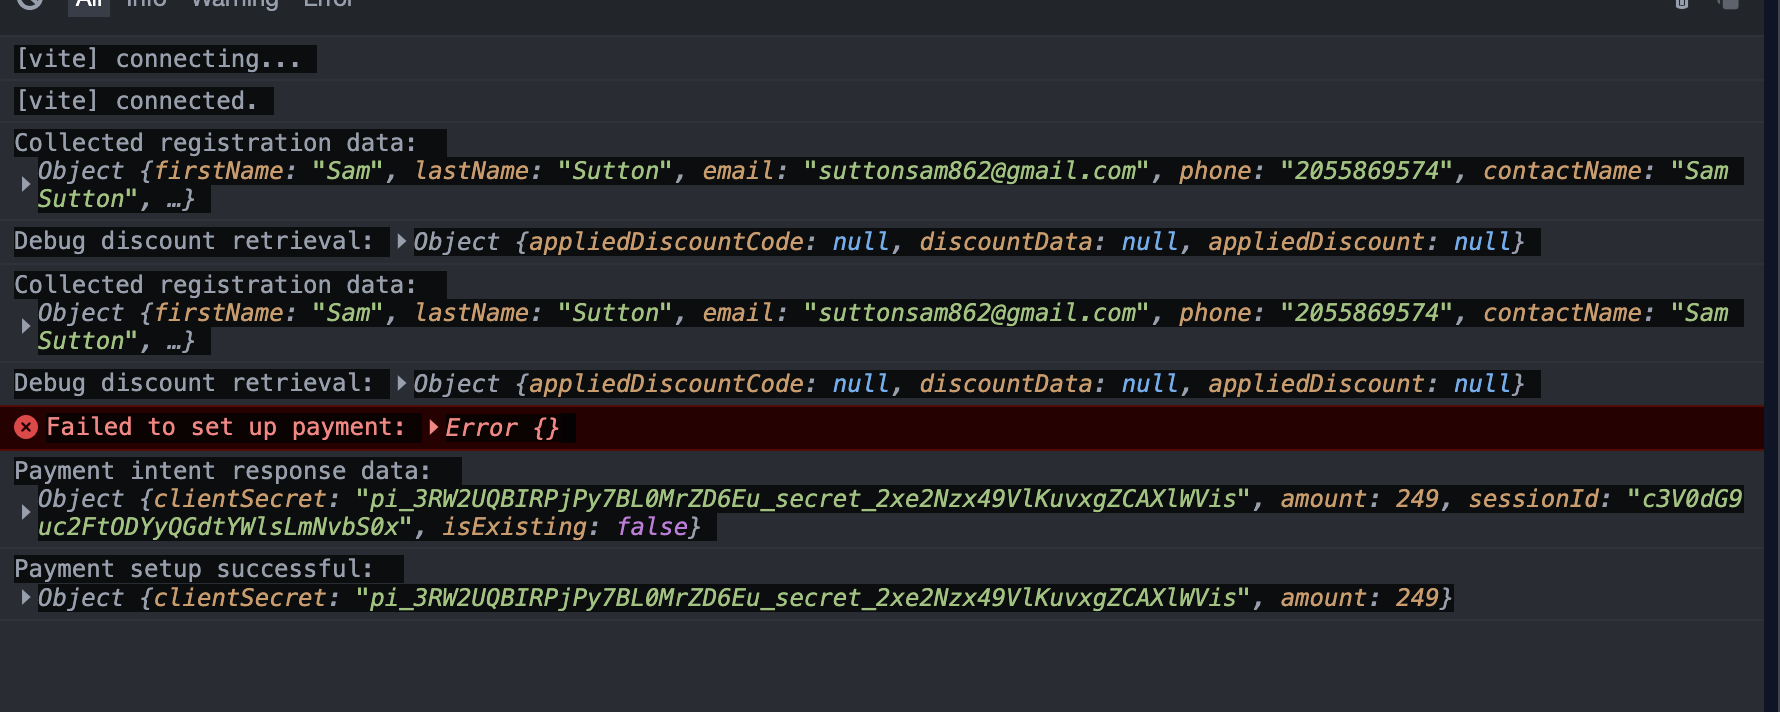 All Info Warning Error
[vite] connecting...
[vite] connected.
Collected registration data:
Object {firstName: "Sam", lastName: "Sutton", email: "suttonsam862@gmail.com", phone: "2055869574", contactName: "Sam
Sutton", …}
Debug discount retrieval: Object {appliedDiscountCode: null, discountData: null, appliedDiscount: null}
Collected registration data:
Object {firstName: "Sam", lastName: "Sutton", email: "suttonsam862@gmail.com", phone: "2055869574", contactName: "Sam
Sutton", …}
Debug discount retrieval: Object {appliedDiscountCode: null, discountData: null, appliedDiscount: null}
Failed to set up payment: Error {}
Payment intent response data:
Object {clientSecret: "pi_3RW2UQBIRPjPy7BL0MrZD6Eu_secret_2xe2Nzx49VlKuvxgZCAXlWVis", amount: 249, sessionId: "c3V0dG9
uc2FtODYyQGdtYWlsLmNvbS0x", isExisting: false}
Payment setup successful:
Object {clientSecret: "pi_3RW2UQBIRPjPy7BL0MrZD6Eu_secret_2xe2Nzx49VlKuvxgZCAXlWVis", amount: 249}